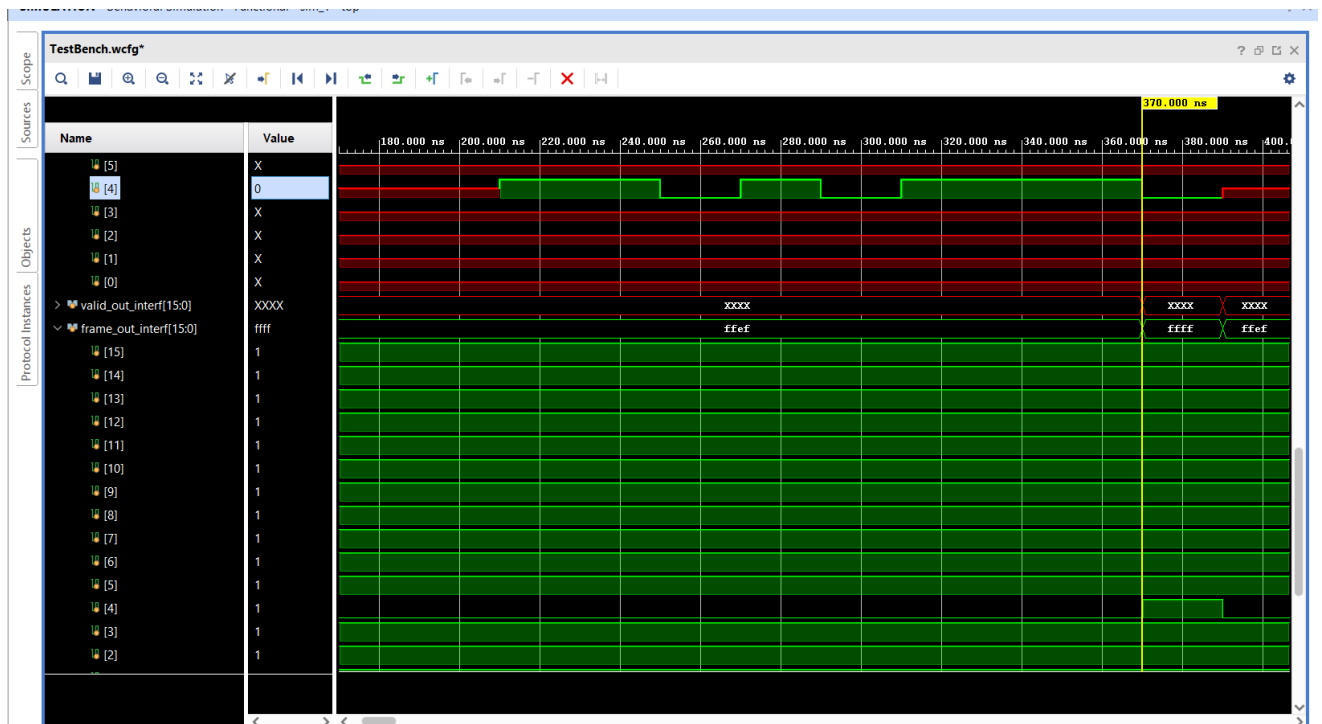 TestBench.wcfg*
?
Scope
Sources
Objects
Protocol Instances
370.000 ns
Name Value
180.000 ns 200.000 ns 220.000 ns 240.000 ns 260.000 ns 280.000 ns 300.000 ns 320.000 ns 340.000 ns 360.000 ns 380.000 ns 400.
[5] X
[4] 0
[3] X
[2] X
[1] X
[0] X
valid_out_interf[15:0] XXXX XXXX XXXX XXXX
frame_out_interf[15:0] ffff ffef ffff ffef
[15] 1
[14] 1
[13] 1
[12] 1
[11] 1
[10] 1
[9] 1
[8] 1
[7] 1
[6] 1
[5] 1
[4] 1
[3] 1
[2] 1